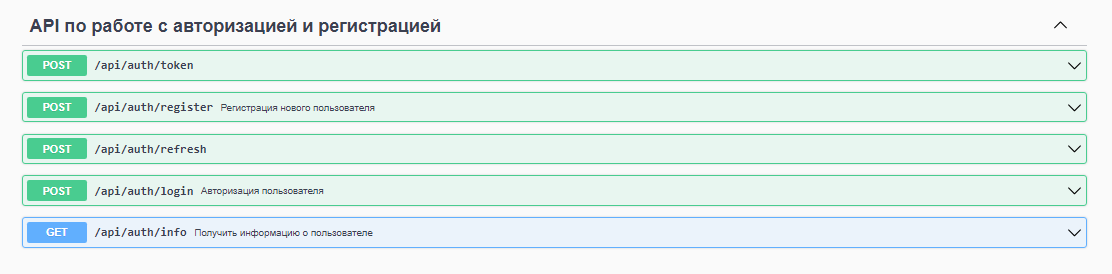 API по работе с авторизацией и регистрацией
POST /api/auth/token
POST /api/auth/register Регистрация нового пользователя
POST /api/auth/refresh
POST /api/auth/login Авторизация пользователя
GET /api/auth/info Получить информацию о пользователе